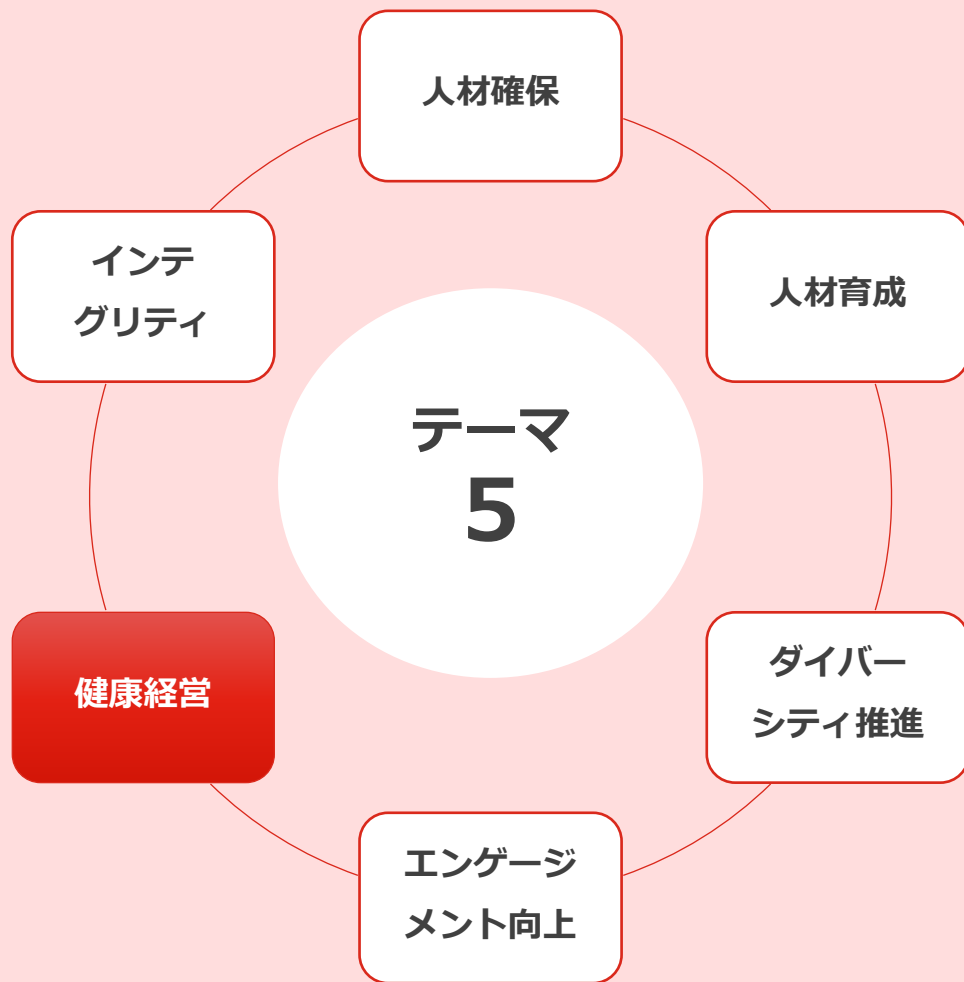 人材確保
人材育成
ダイバー
シティ推進
エンゲージ
メント向上
健康経営
インテ
グリティ
テーマ
5